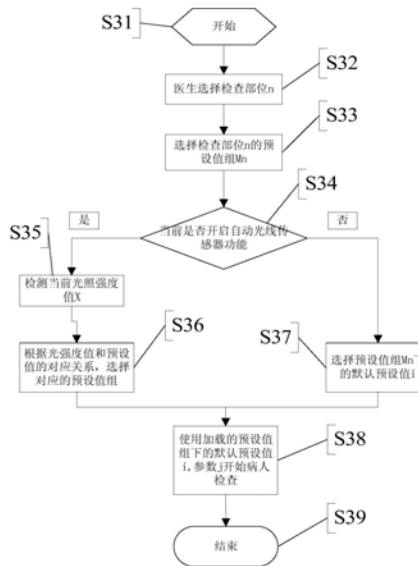 S31
开始
S32
医生选择检查部位n
S33
选择检查部位n的预
设值组Mn
S34
是
否
当前是否开启自动光线传
感器功能
S35
检测当前光照强度
值X
S36
根据光强度值和预设
值的对应关系，选择
对应的预设值组
S37
选择预设值组Mn下
的默认预设值i
S38
使用加载的预设值
组下的默认预设值
i,参数j开始病人
检查
S39
结束